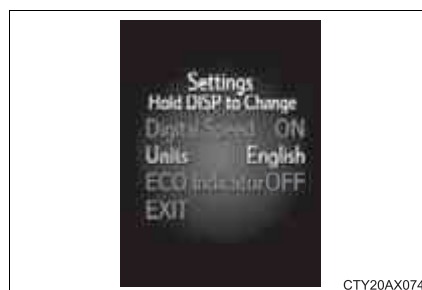 Settings
Hold DISP to Change
Digital Speed ON
Units English
ECO Indicator OFF
EXIT
CTY20AX074